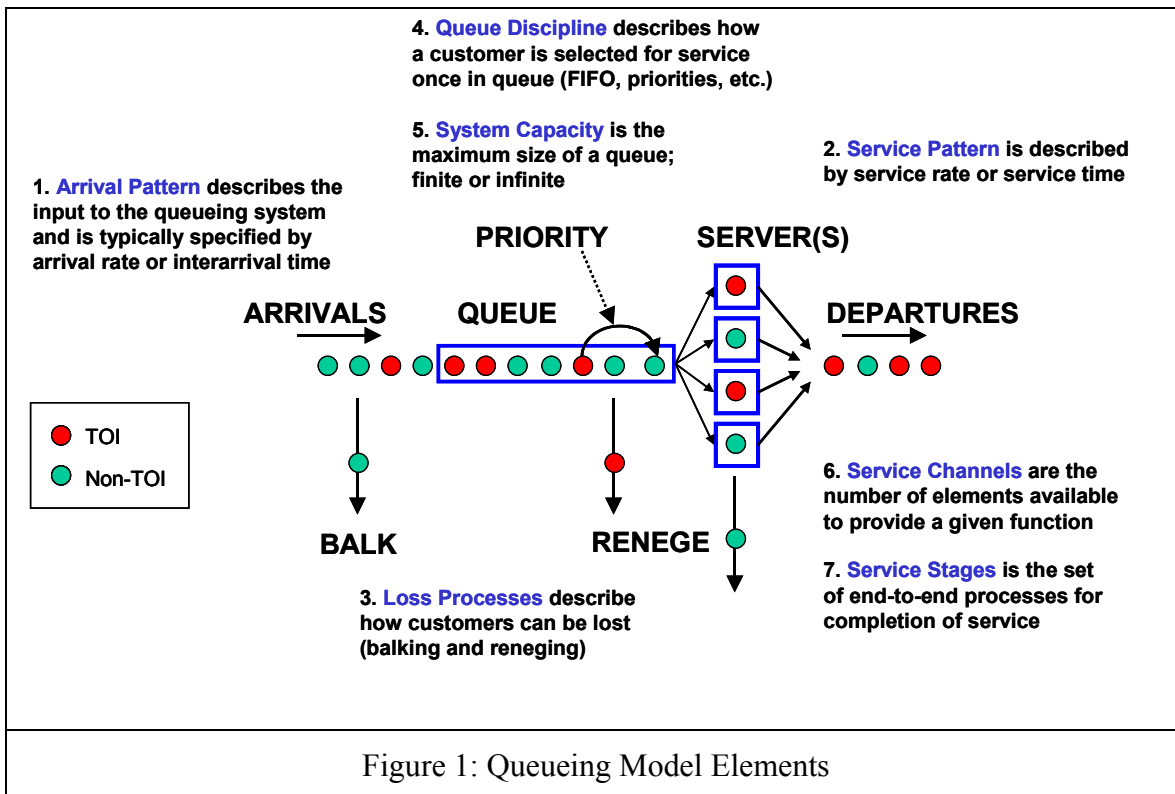 4. Queue Discipline describes how
a customer is selected for service
once in queue (FIFO, priorities, etc.)
5. System Capacity is the
maximum size of a queue;
finite or infinite
2. Service Pattern is described
by service rate or service time
1. Arrival Pattern describes the
input to the queueing system
and is typically specified by
arrival rate or interarrival time
PRIORITY
SERVER(S)
ARRIVALS
QUEUE
DEPARTURES
TOI
Non-TOI
BALK
RENEGE
6. Service Channels are the
number of elements available
to provide a given function
7. Service Stages is the set
of end-to-end processes for
completion of service
3. Loss Processes describe
how customers can be lost
(balking and reneging)
Figure 1: Queueing Model Elements